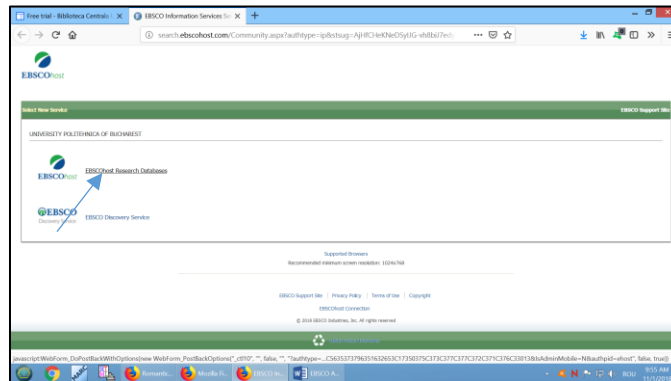 Free trial - Biblioteca Centrala
EBSCO Information Services Se
search.ebscohost.com/Community.aspx?authtype=ip&stsug=
EBSCOhost
Select New Service
EBSCO Support Site
UNIVERSITY POLITEHNICA OF BUCHAREST
EBSCOhost
EBSCOhost Research Databases
EBSCO
Discovery Service
EBSCO Discovery Service
Supported Browsers
Recommended minimum screen resolution: 1024x768
EBSCO Support Site | Privacy Policy | Terms of Use | Copyright
EBSCOhost Connection
© 2018 EBSCO Industries, Inc. All rights reserved
Romantic...
Mozilla Fi...
EBSCO In...
EBSCO A...
ROU
9:55 AM